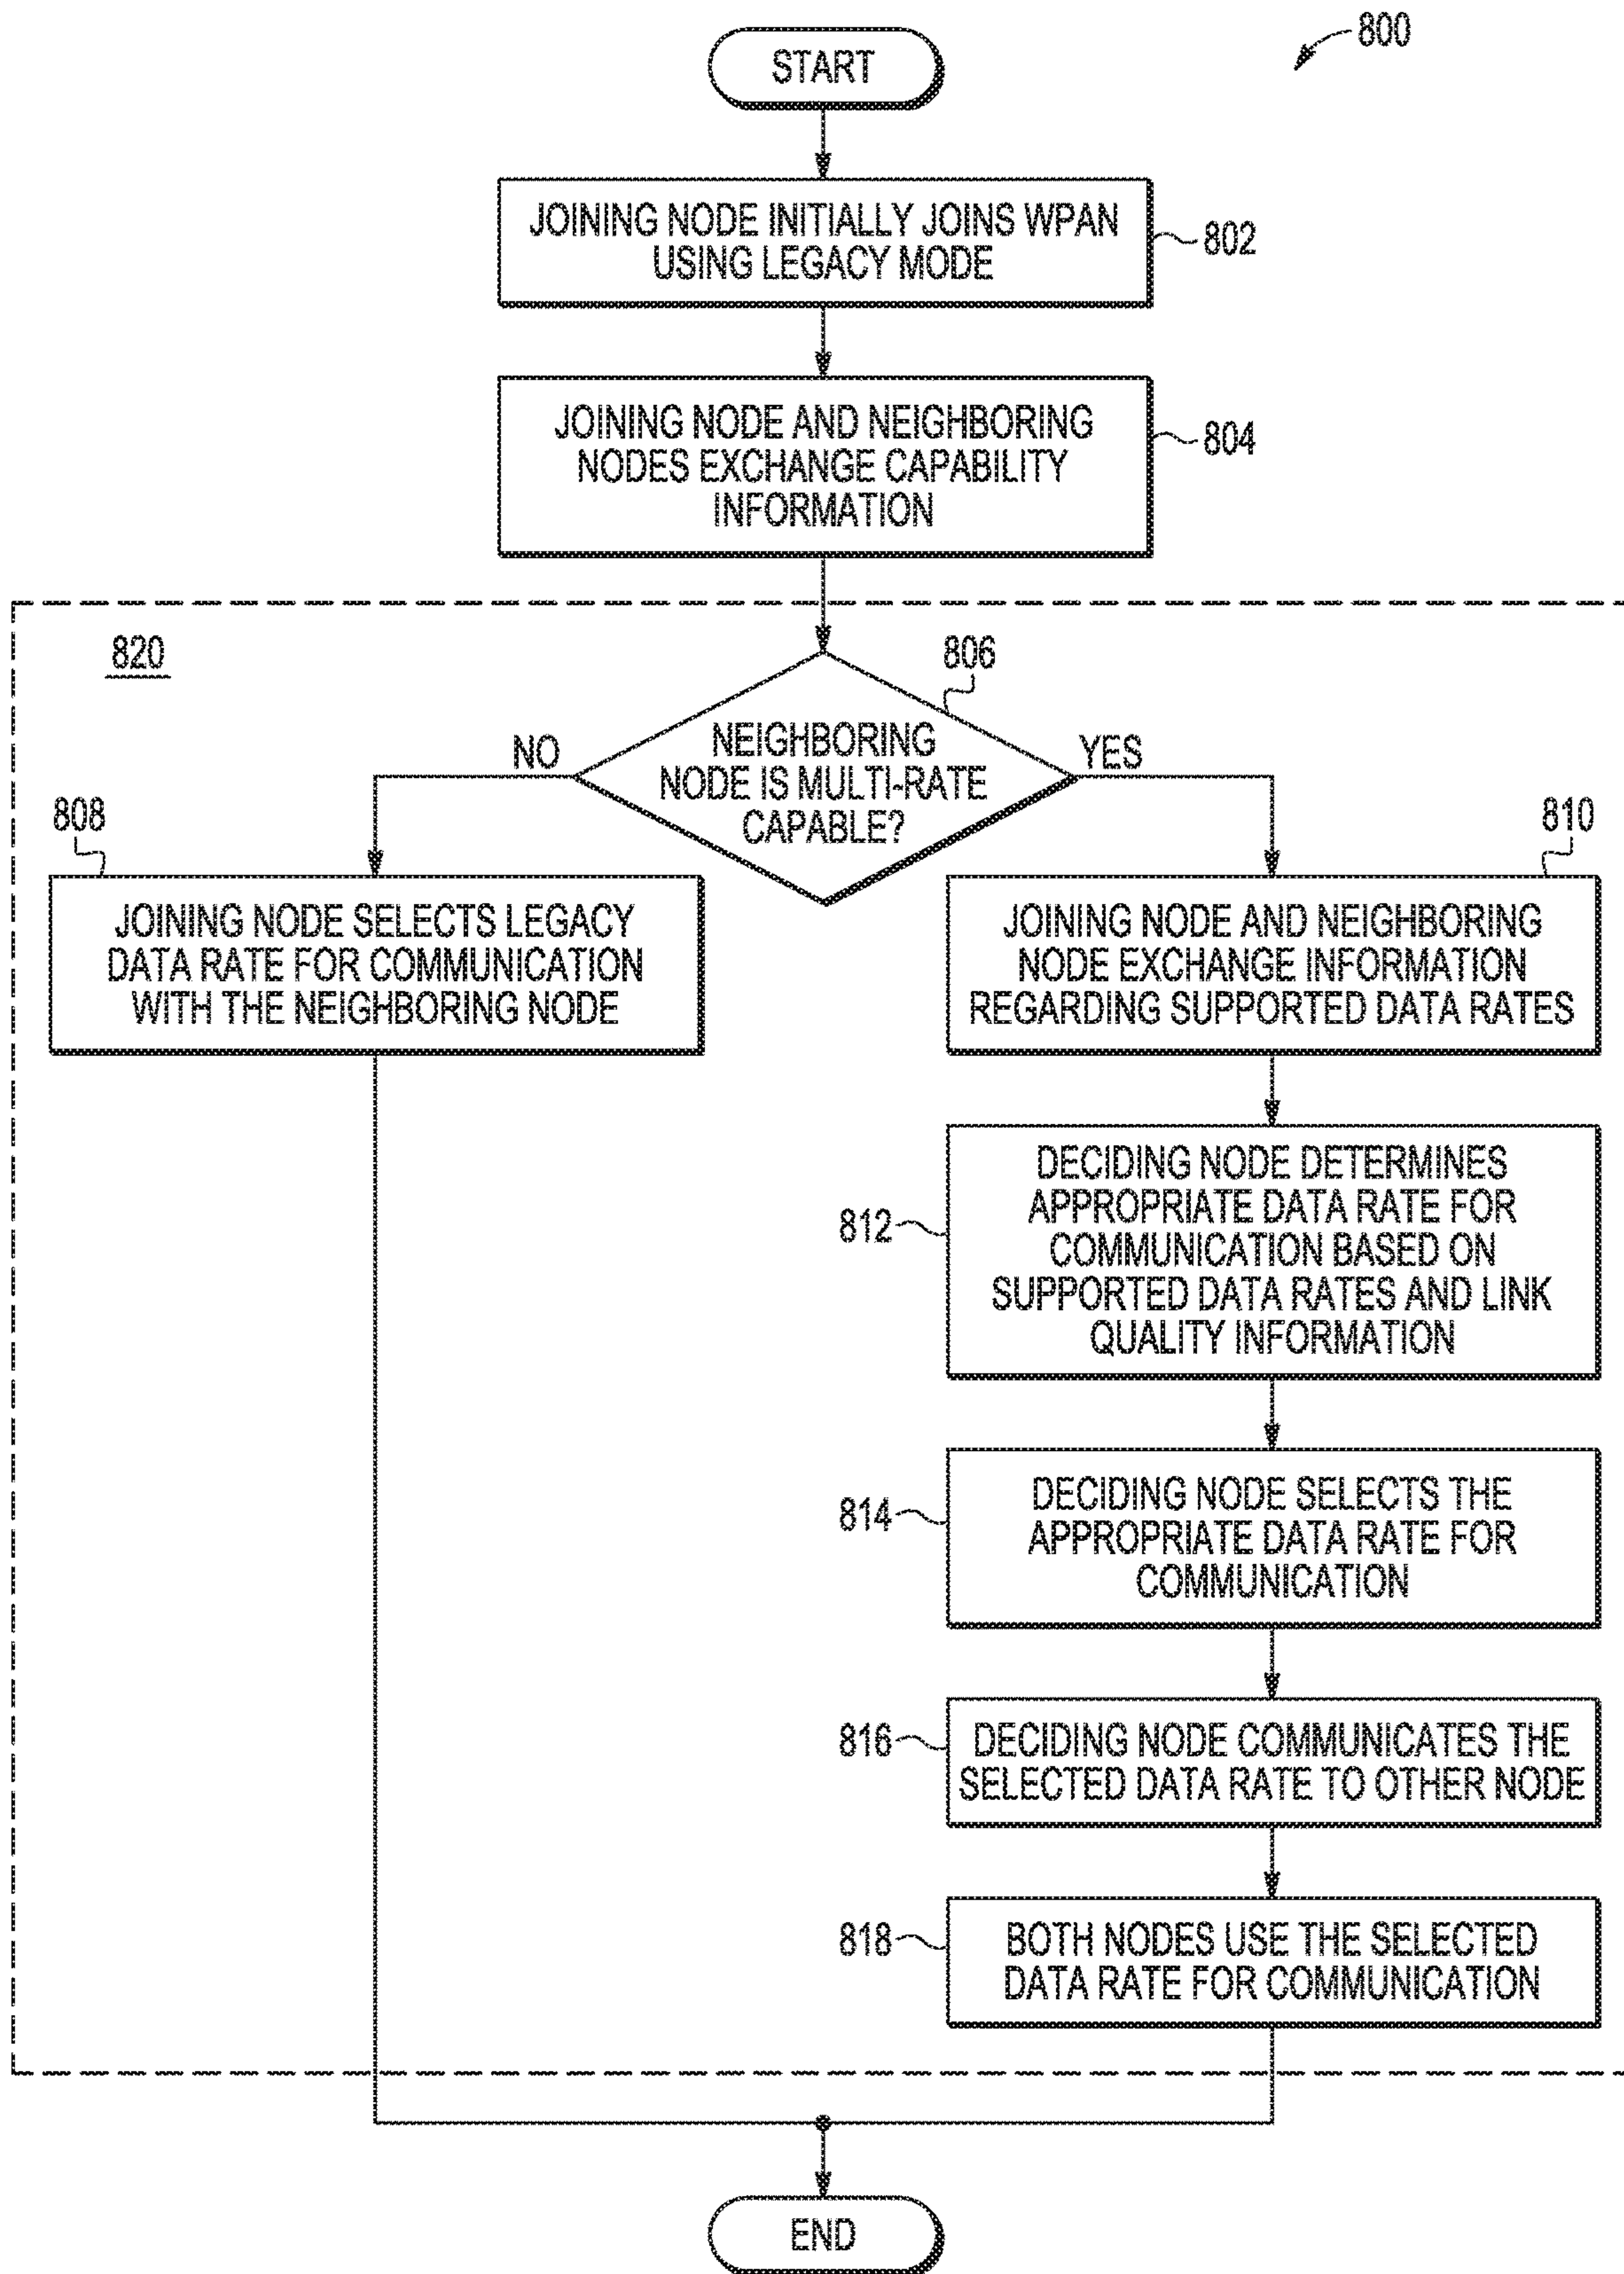 800
START
JOINING NODE INITIALLY JOINS WPAN
USING LEGACY MODE
802
JOINING NODE AND NEIGHBORING
NODES EXCHANGE CAPABILITY
INFORMATION
804
820
806
NEIGHBORING
NODE IS MULTI-RATE
CAPABLE?
NO
YES
808
JOINING NODE SELECTS LEGACY
DATA RATE FOR COMMUNICATION
WITH THE NEIGHBORING NODE
810
JOINING NODE AND NEIGHBORING
NODE EXCHANGE INFORMATION
REGARDING SUPPORTED DATA RATES
812
DECIDING NODE DETERMINES
APPROPRIATE DATA RATE FOR
COMMUNICATION BASED ON
SUPPORTED DATA RATES AND LINK
QUALITY INFORMATION
814
DECIDING NODE SELECTS THE
APPROPRIATE DATA RATE FOR
COMMUNICATION
816
DECIDING NODE COMMUNICATES THE
SELECTED DATA RATE TO OTHER NODE
818
BOTH NODES USE THE SELECTED
DATA RATE FOR COMMUNICATION
END